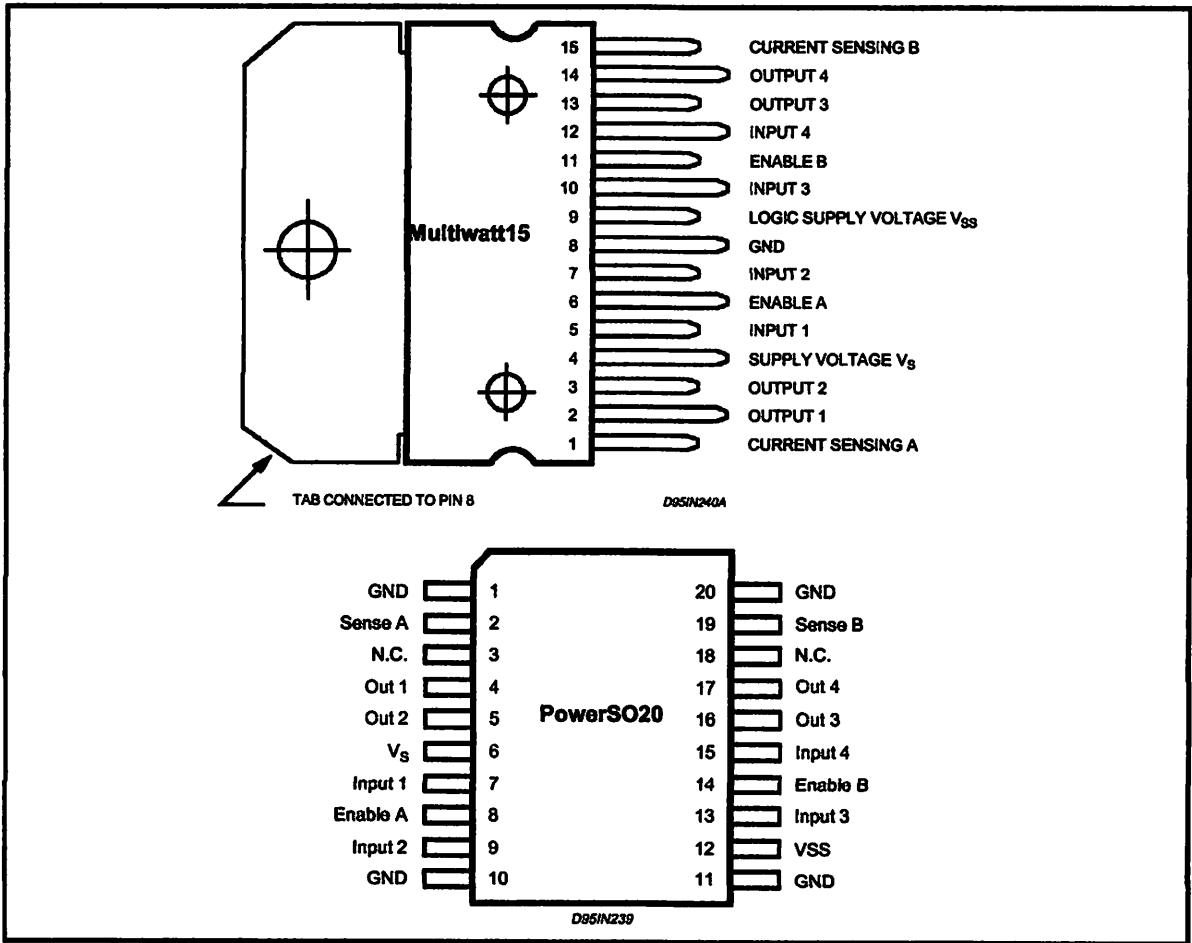 15 CURRENT SENSING B
14 OUTPUT 4
13 OUTPUT 3
12 INPUT 4
11 ENABLE B
10 INPUT 3
9 LOGIC SUPPLY VOLTAGE VSS
Multiwatt15
8 GND
7 INPUT 2
6 ENABLE A
5 INPUT 1
4 SUPPLY VOLTAGE VS
3 OUTPUT 2
2 OUTPUT 1
1 CURRENT SENSING A
TAB CONNECTED TO PIN 8
D95IN240A
GND 1 20 GND
Sense A 2 19 Sense B
N.C. 3 18 N.C.
Out 1 4 17 Out 4
Out 2 5 PowerSO20 16 Out 3
VS 6 15 Input 4
Input 1 7 14 Enable B
Enable A 8 13 Input 3
Input 2 9 12 VSS
GND 10 11 GND
D95IN239